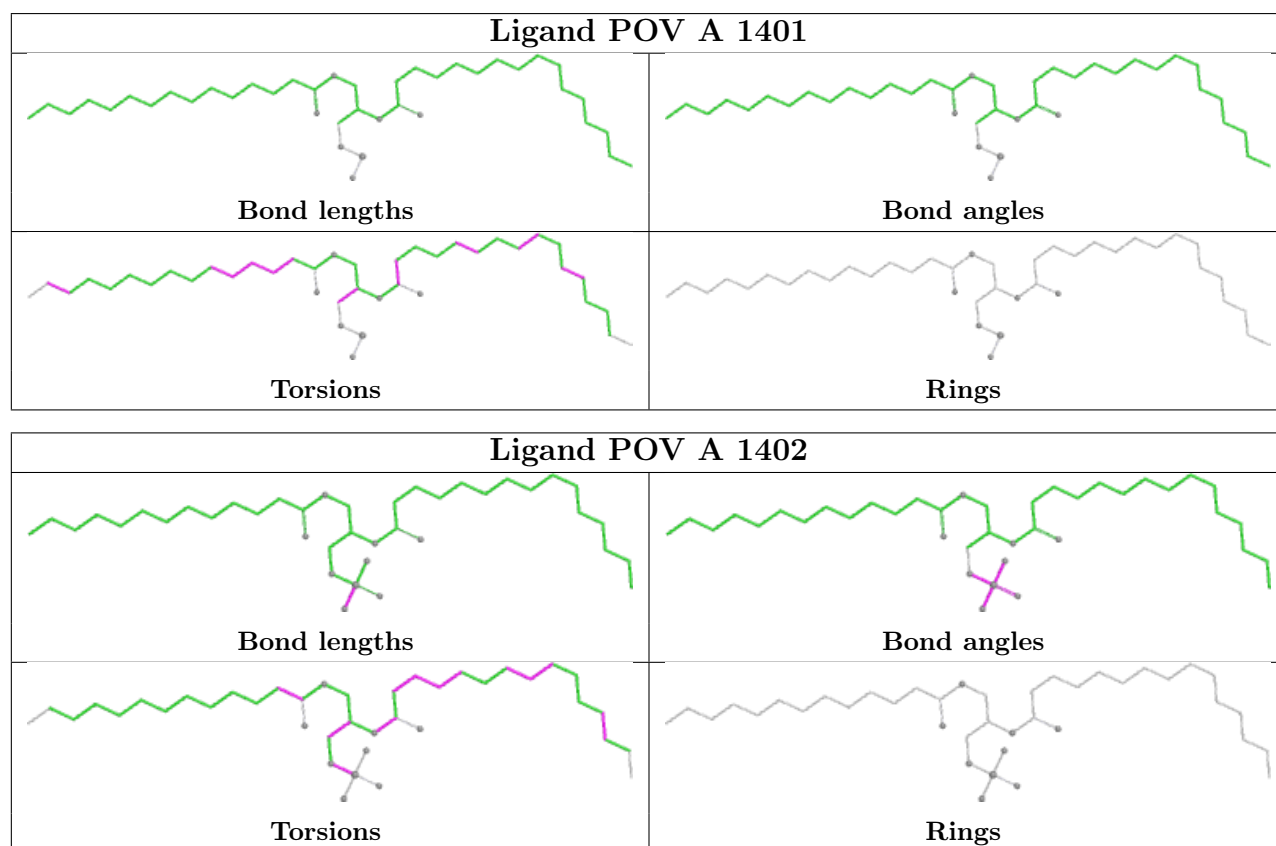 Ligand POV A 1401
Bond lengths
Bond angles
Torsions
Rings
Ligand POV A 1402
Bond lengths
Bond angles
Torsions
Rings